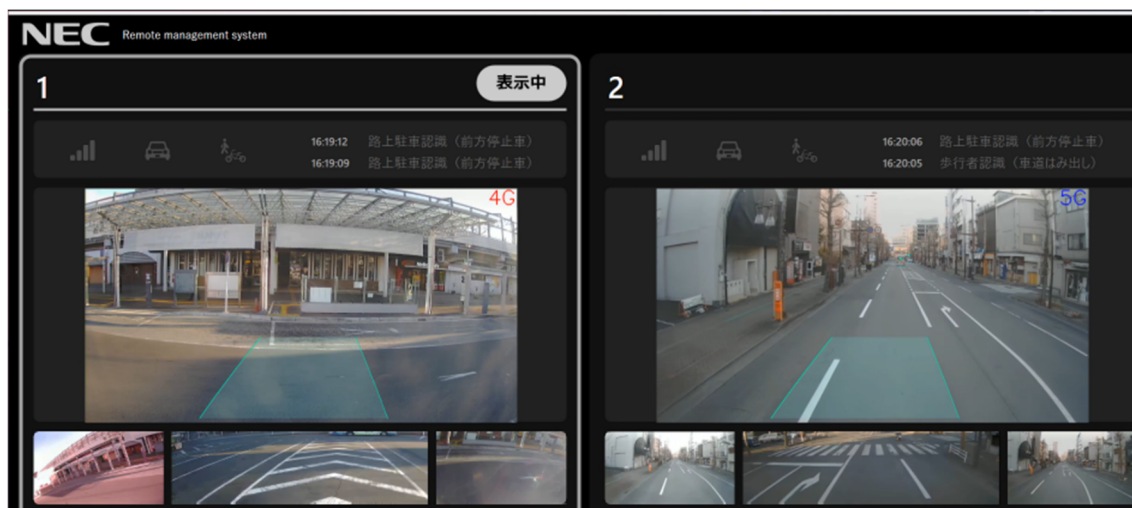 NEC Remote management system
1
表示中
16:19:12 路上駐車認識（前方停止車）
16:19:09 路上駐車認識（前方停止車）
4G
2
16:20:06 路上駐車認識（前方停止車）
16:20:05 歩行者認識（車道はみ出し）
5G